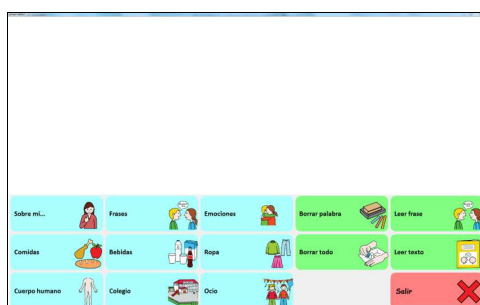 Sobre mi...
Frases
Emociones
Borrar palabra
Leer frase
Comidas
Bebidas
Ropa
Borrar todo
Leer texto
Cuerpo humano
Colegio
Ocio
Salir